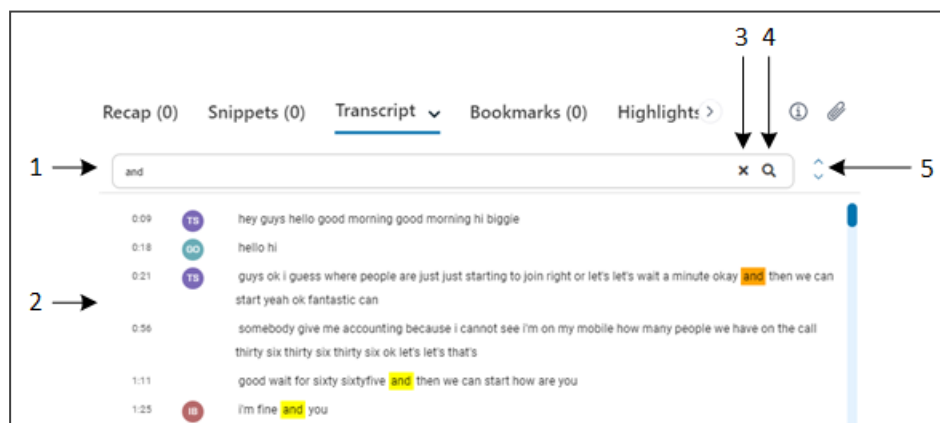 3 4
Recap (0) Snippets (0) Transcript Bookmarks (0) Highlights
1 and 5
0:09 TS hey guys hello good morning good morning hi biggie
0:18 GO hello hi
0:21 TS guys ok i guess where people are just just starting to join right or let's let's wait a minute okay and then we can
2 start yeah ok fantastic can
0:56 somebody give me accounting because i cannot see i'm on my mobile how many people we have on the call
thirty six thirty six thirty six ok let's let's that's
1:11 good wait for sixty sixtyfive and then we can start how are you
1:25 IB i'm fine and you